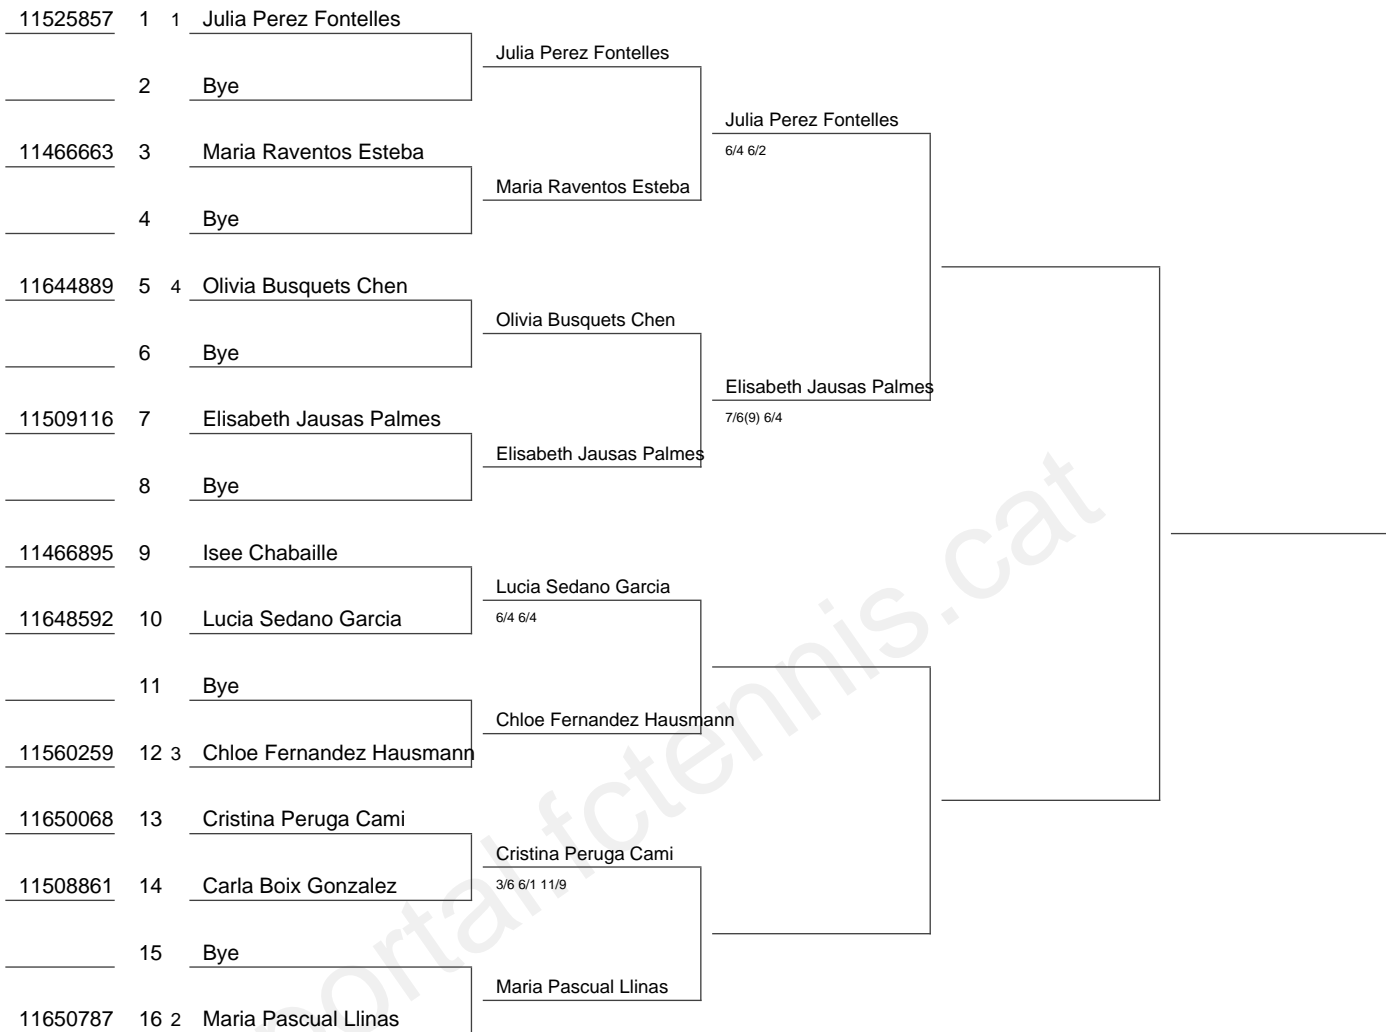 11525857 1 1 Julia Perez Fontelles
Julia Perez Fontelles
2 Bye
Julia Perez Fontelles
6/4 6/2
11466663 3 Maria Raventos Esteba
Maria Raventos Esteba
4 Bye
11644889 5 4 Olivia Busquets Chen
Olivia Busquets Chen
6 Bye
Elisabeth Jausas Palmes
7/6(9) 6/4
11509116 7 Elisabeth Jausas Palmes
Elisabeth Jausas Palmes
8 Bye
11466895 9 Isee Chabaille
Lucia Sedano Garcia
6/4 6/4
11648592 10 Lucia Sedano Garcia
11 Bye
Chloe Fernandez Hausmann
11560259 12 3 Chloe Fernandez Hausmann
11650068 13 Cristina Peruga Cami
Cristina Peruga Cami
3/6 6/1 11/9
11508861 14 Carla Boix Gonzalez
15 Bye
Maria Pascual Llinas
11650787 16 2 Maria Pascual Llinas
portal.fctennis.cat